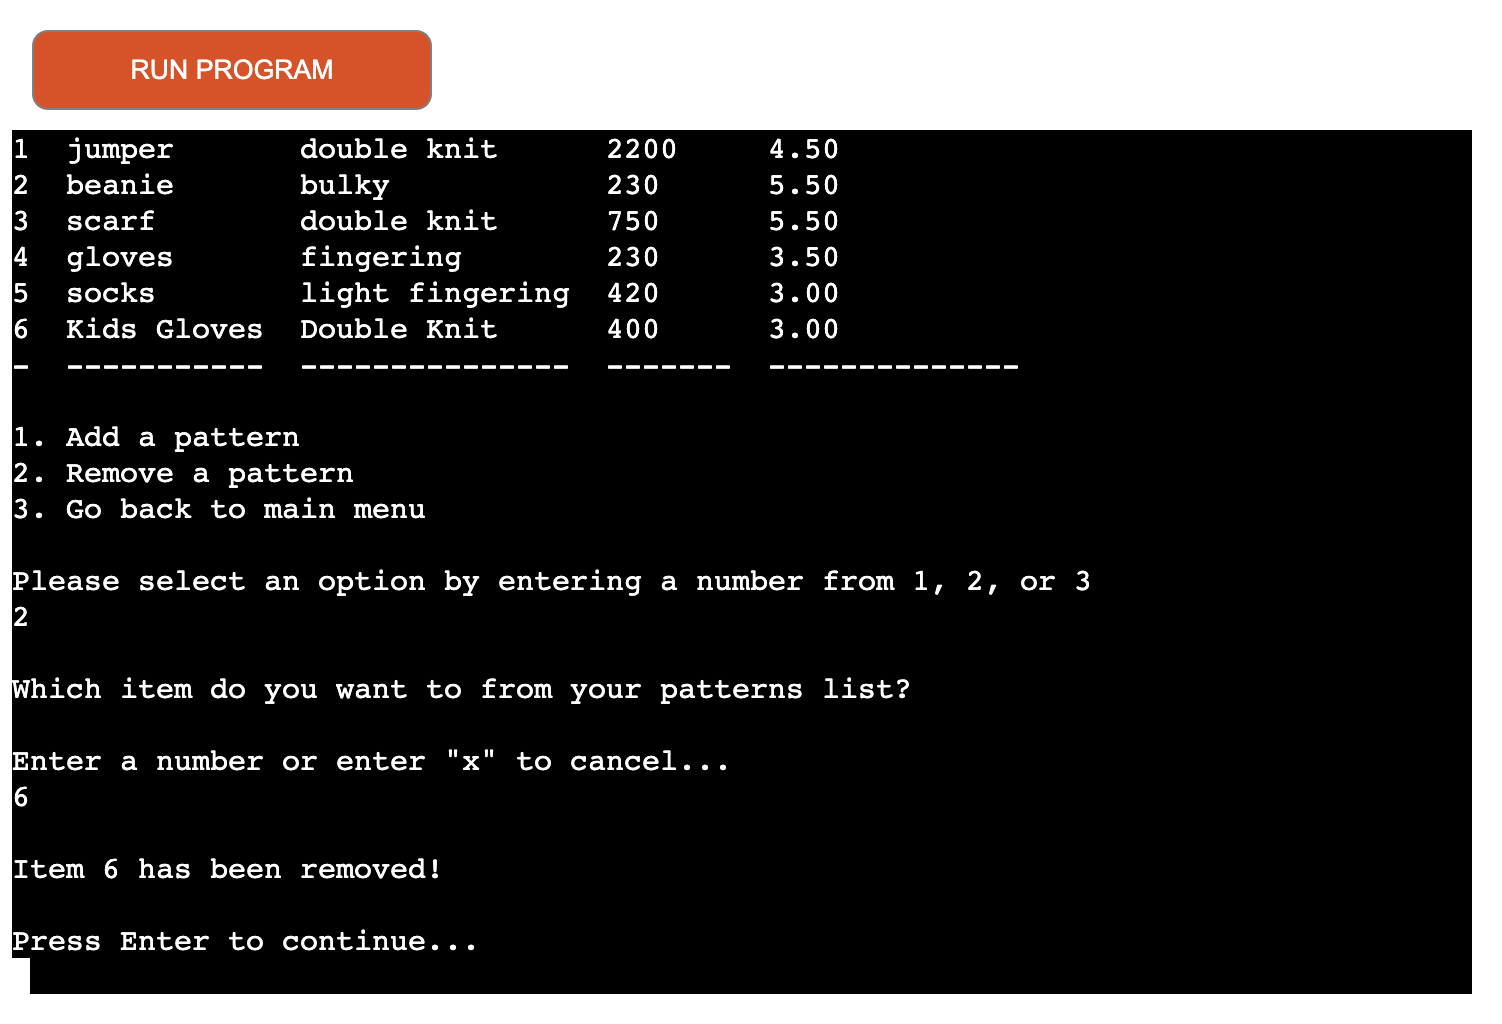 RUN PROGRAM
1  jumper       double knit      2200     4.50
2  beanie       bulky            230      5.50
3  scarf        double knit      750      5.50
4  gloves       fingering        230      3.50
5  socks        light fingering  420      3.00
6  Kids Gloves  Double Knit      400      3.00
-  -----------  ---------------  -------  --------------
1. Add a pattern
2. Remove a pattern
3. Go back to main menu
Please select an option by entering a number from 1, 2, or 3
2
Which item do you want to from your patterns list?
Enter a number or enter "x" to cancel...
6
Item 6 has been removed!
Press Enter to continue...